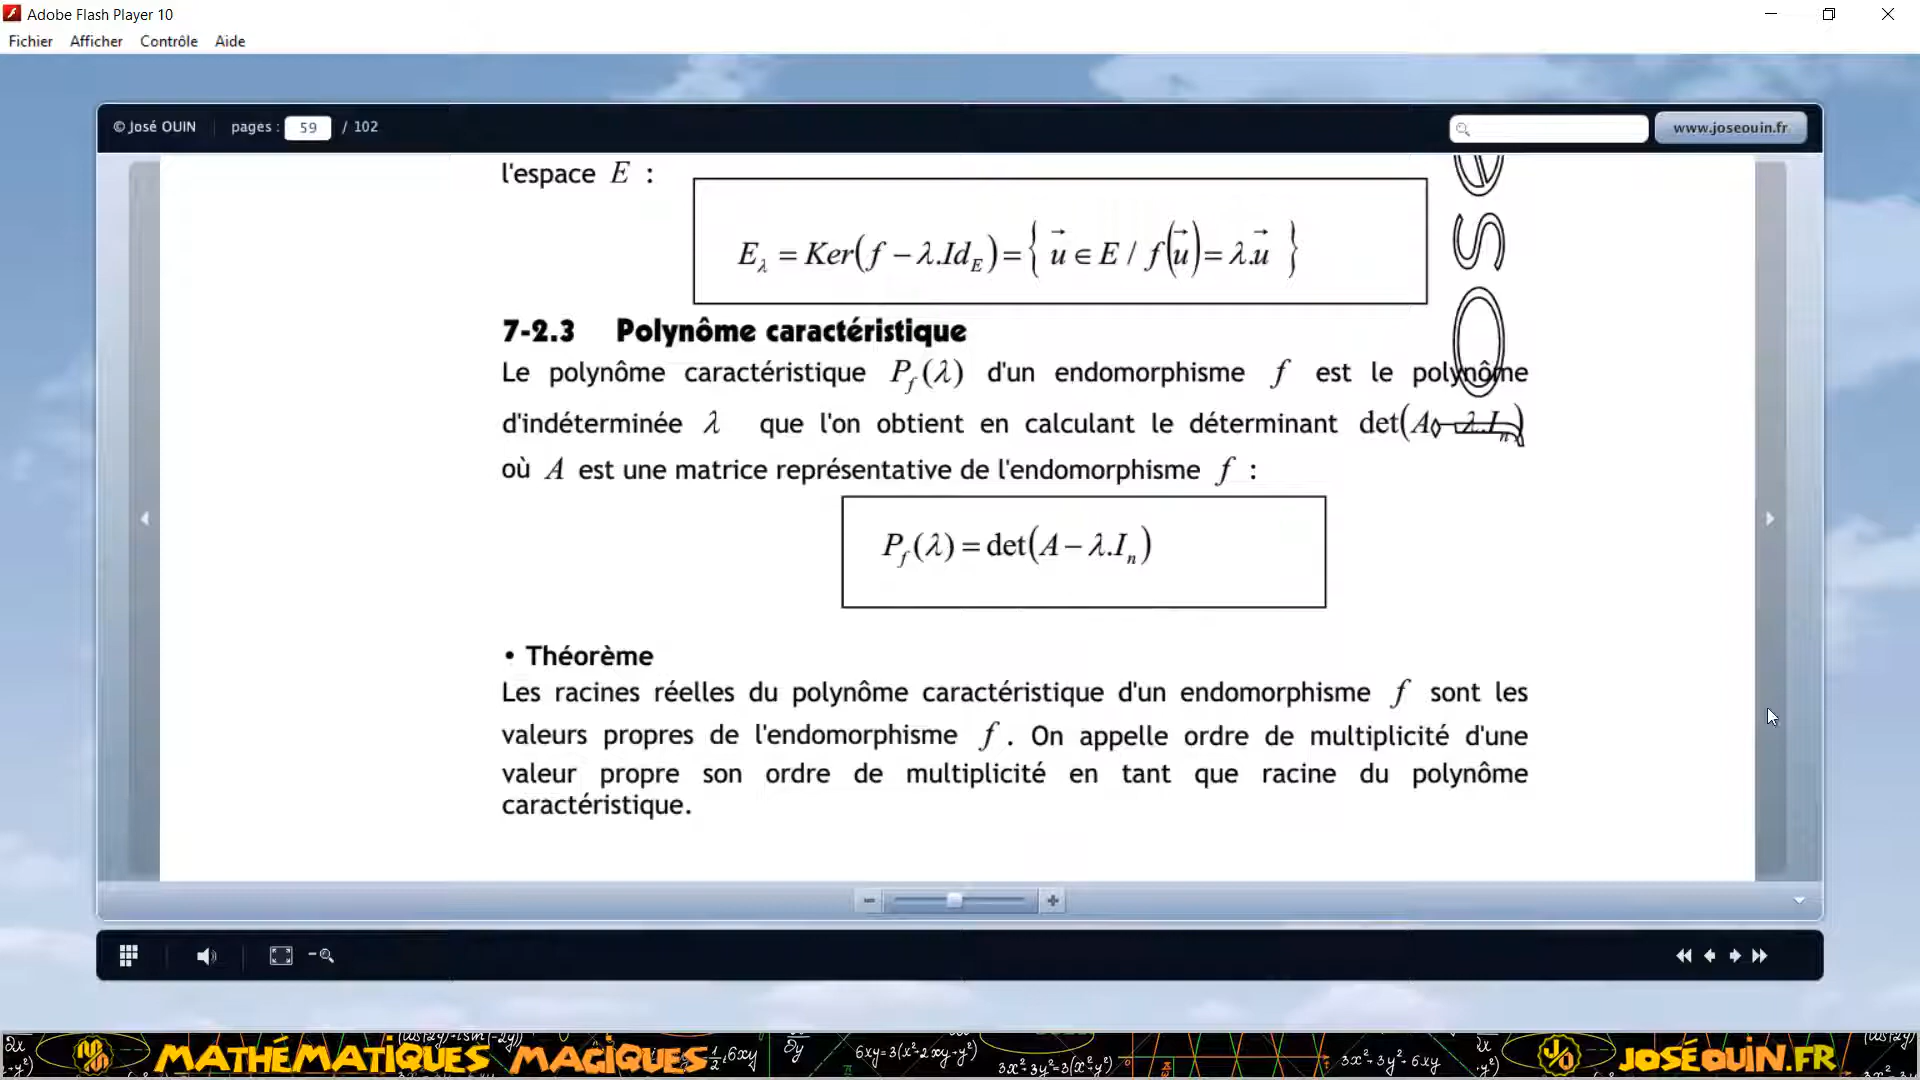 Adobe Flash Player 10
Fichier Afficher Contrôle Aide
© José OUIN pages : 59 / 102 www.joseouin.fr
l'espace E :
E_λ = Ker(f − λ.Id_E) = { u⃗ ∈ E / f(u⃗) = λ.u⃗ }
7-2.3 Polynôme caractéristique
Le polynôme caractéristique P_f(λ) d'un endomorphisme f est le polynôme
d'indéterminée λ que l'on obtient en calculant le déterminant det(A − λ.I_n)
où A est une matrice représentative de l'endomorphisme f :
P_f(λ) = det(A − λ.I_n)
• Théorème
Les racines réelles du polynôme caractéristique d'un endomorphisme f sont les
valeurs propres de l'endomorphisme f . On appelle ordre de multiplicité d'une
valeur propre son ordre de multiplicité en tant que racine du polynôme
caractéristique.
MATHÉMATIQUES MAGIQUES JOSÉOUIN.FR